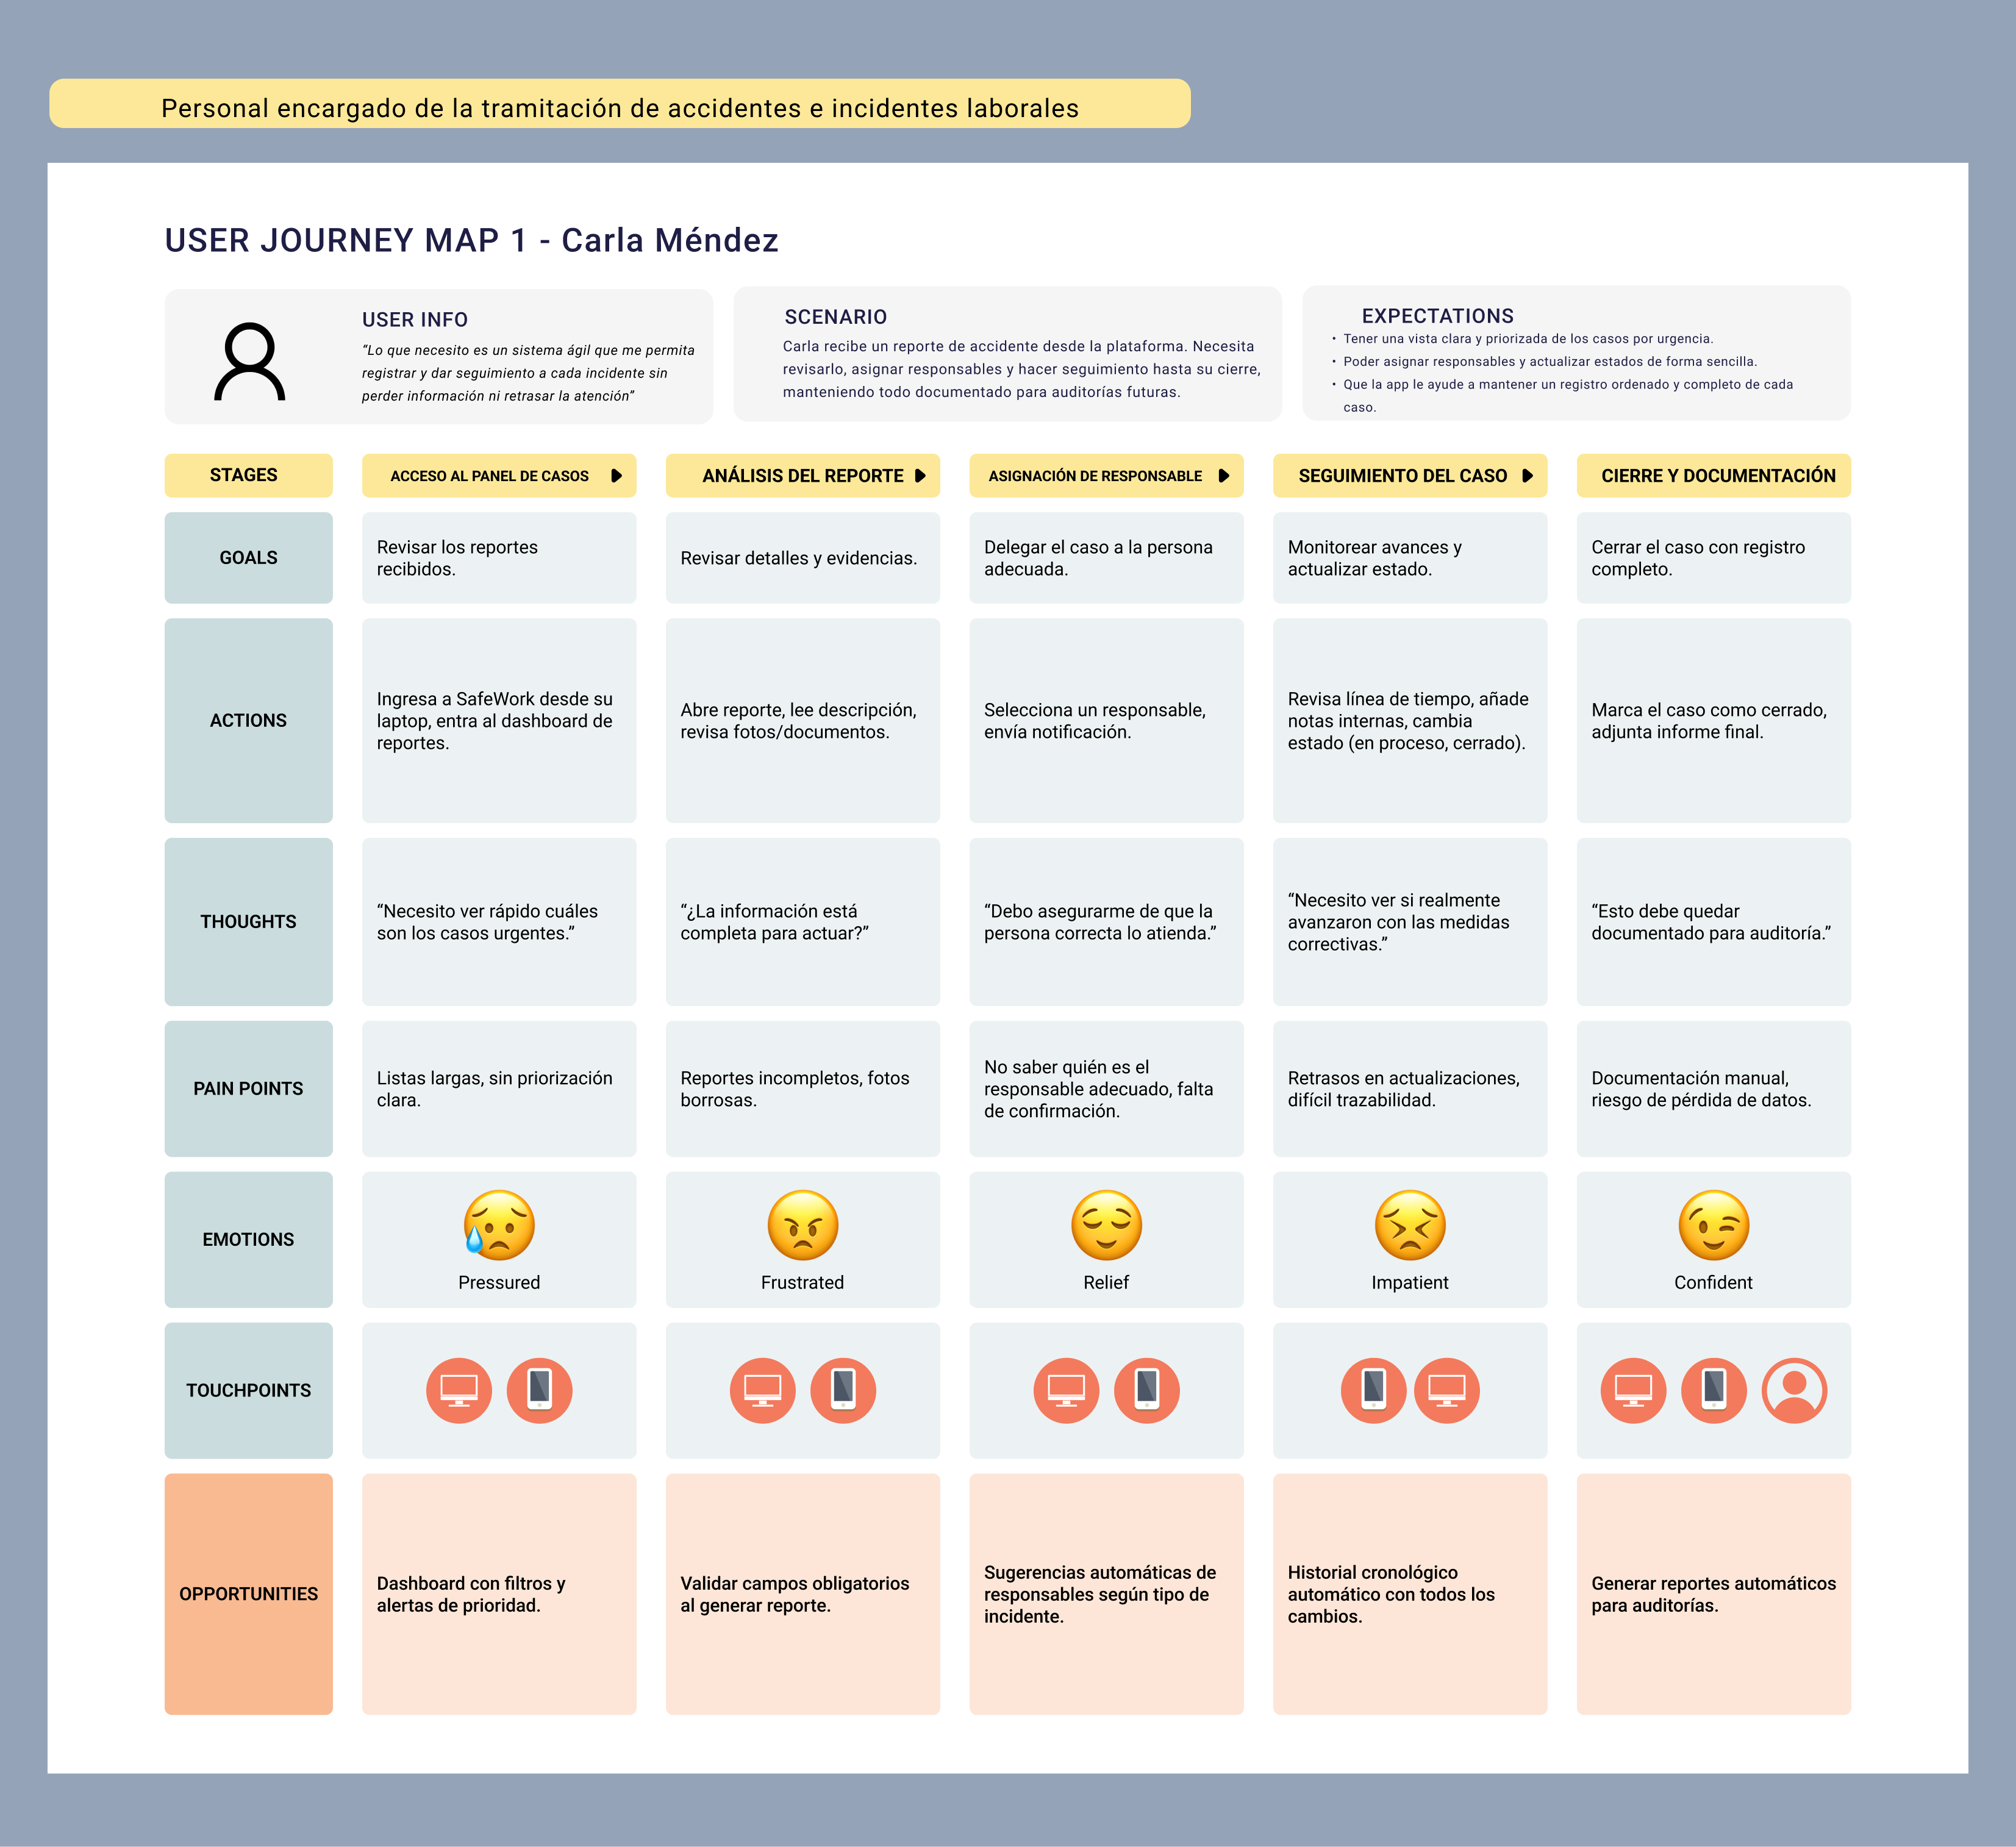 Personal encargado de la tramitación de accidentes e incidentes laborales
USER JOURNEY MAP 1 - Carla Méndez
USER INFO
“Lo que necesito es un sistema ágil que me permita
registrar y dar seguimiento a cada incidente sin
perder información ni retrasar la atención”
SCENARIO
Carla recibe un reporte de accidente desde la plataforma. Necesita
revisarlo, asignar responsables y hacer seguimiento hasta su cierre,
manteniendo todo documentado para auditorías futuras.
EXPECTATIONS
• Tener una vista clara y priorizada de los casos por urgencia.
• Poder asignar responsables y actualizar estados de forma sencilla.
• Que la app le ayude a mantener un registro ordenado y completo de cada
caso.
STAGES
ACCESO AL PANEL DE CASOS
ANÁLISIS DEL REPORTE
ASIGNACIÓN DE RESPONSABLE
SEGUIMIENTO DEL CASO
CIERRE Y DOCUMENTACIÓN
GOALS
Revisar los reportes
recibidos.
Revisar detalles y evidencias.
Delegar el caso a la persona
adecuada.
Monitorear avances y
actualizar estado.
Cerrar el caso con registro
completo.
ACTIONS
Ingresa a SafeWork desde su
laptop, entra al dashboard de
reportes.
Abre reporte, lee descripción,
revisa fotos/documentos.
Selecciona un responsable,
envía notificación.
Revisa línea de tiempo, añade
notas internas, cambia
estado (en proceso, cerrado).
Marca el caso como cerrado,
adjunta informe final.
THOUGHTS
“Necesito ver rápido cuáles
son los casos urgentes.”
“¿La información está
completa para actuar?”
“Debo asegurarme de que la
persona correcta lo atienda.”
“Necesito ver si realmente
avanzaron con las medidas
correctivas.”
“Esto debe quedar
documentado para auditoría.”
PAIN POINTS
Listas largas, sin priorización
clara.
Reportes incompletos, fotos
borrosas.
No saber quién es el
responsable adecuado, falta
de confirmación.
Retrasos en actualizaciones,
difícil trazabilidad.
Documentación manual,
riesgo de pérdida de datos.
EMOTIONS
Pressured
Frustrated
Relief
Impatient
Confident
TOUCHPOINTS
OPPORTUNITIES
Dashboard con filtros y
alertas de prioridad.
Validar campos obligatorios
al generar reporte.
Sugerencias automáticas de
responsables según tipo de
incidente.
Historial cronológico
automático con todos los
cambios.
Generar reportes automáticos
para auditorías.